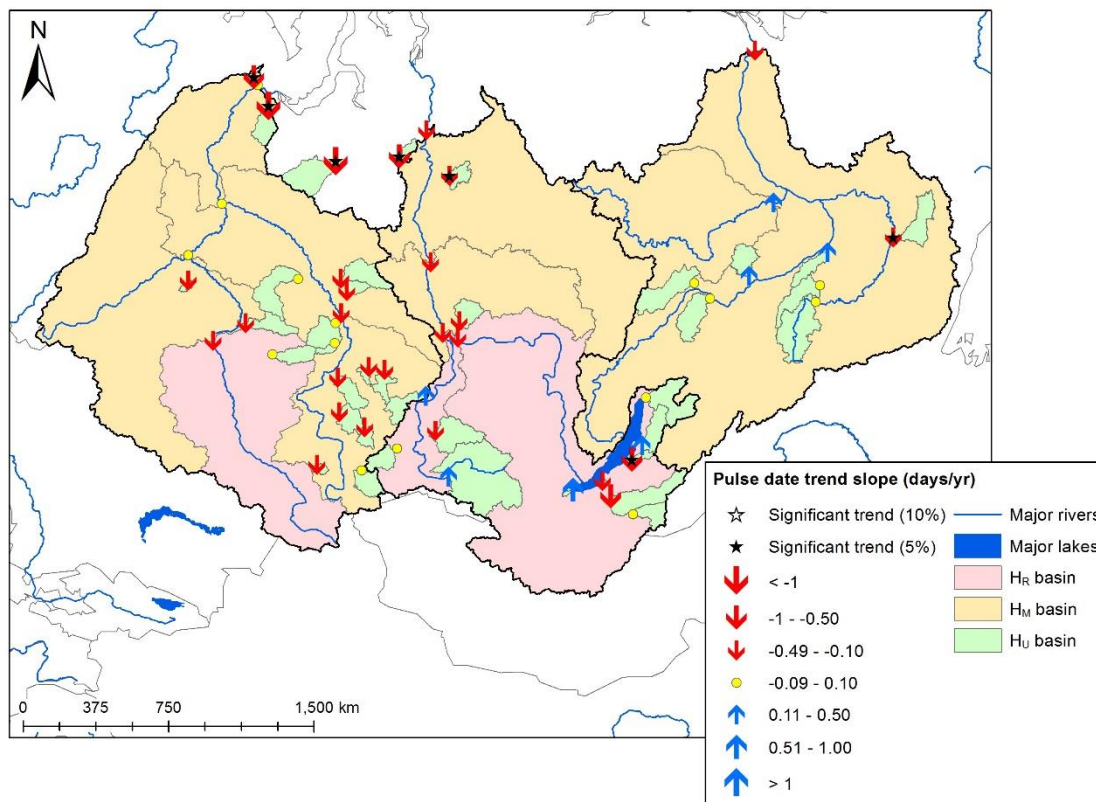 N
0 375 750 1,500 km
Pulse date trend slope (days/yr)
Significant trend (10%)
Significant trend (5%)
< -1
-1 - -0.50
-0.49 - -0.10
-0.09 - 0.10
0.11 - 0.50
0.51 - 1.00
> 1
Major rivers
Major lakes
HR basin
HM basin
HU basin